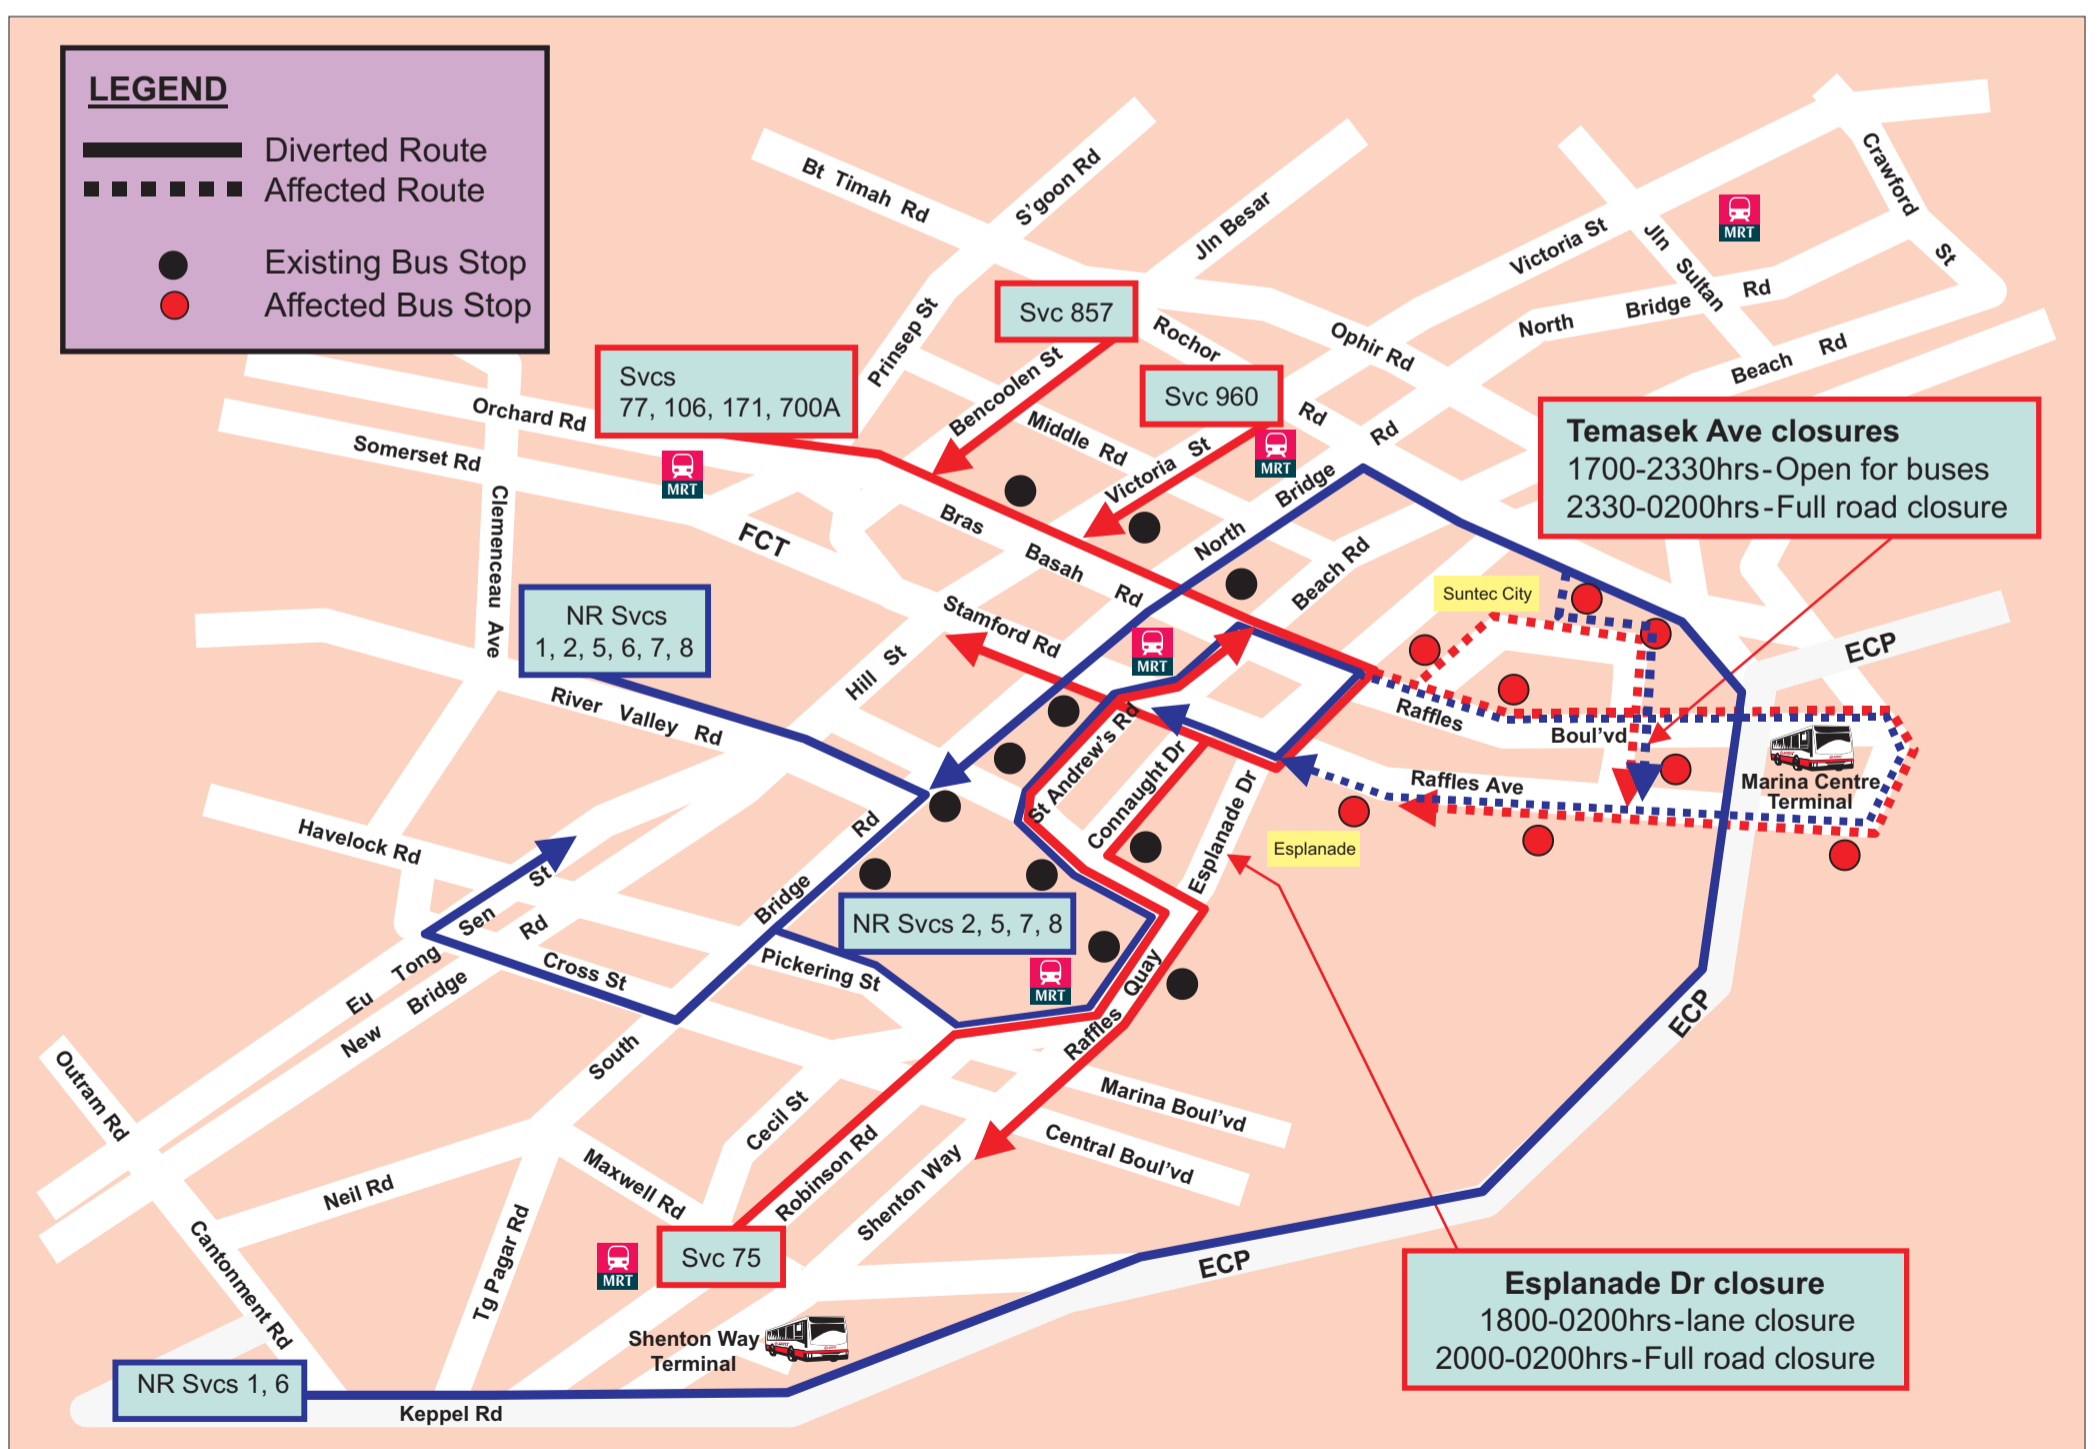 LEGEND
Diverted Route
Affected Route
Existing Bus Stop
Affected Bus Stop
Bt Timah Rd
S'goon Rd
Jln Besar
Crawford St
Victoria St
Jln Sultan
MRT
North Bridge Rd
Beach Rd
Prinsep St
Svc 857
Rochor Rd
Ophir Rd
Svcs
77, 106, 171, 700A
Bencoolen St
Svc 960
Orchard Rd
Somerset Rd
MRT
Middle Rd
Victoria St
MRT
North Bridge Rd
Temasek Ave closures
1700-2330hrs-Open for buses
2330-0200hrs-Full road closure
Clemenceau Ave
FCT
Bras Basah Rd
Beach Rd
Suntec City
NR Svcs
1, 2, 5, 6, 7, 8
Stamford Rd
MRT
ECP
Hill St
River Valley Rd
St Andrew's Rd
Connaught Dr
Raffles Boul'vd
Raffles Ave
Marina Centre
Terminal
Esplanade Dr
Esplanade
Havelock Rd
Eu Tong Sen St
New Bridge Rd
South Bridge Rd
Cross St
Pickering St
NR Svcs 2, 5, 7, 8
MRT
Raffles Quay
ECP
Outram Rd
Marina Boul'vd
Central Boul'vd
Cecil St
Robinson Rd
Shenton Way
Maxwell Rd
Neil Rd
Tg Pagar Rd
Cantonment Rd
MRT
Svc 75
ECP
Esplanade Dr closure
1800-0200hrs-lane closure
2000-0200hrs-Full road closure
Shenton Way
Terminal
NR Svcs 1, 6
Keppel Rd